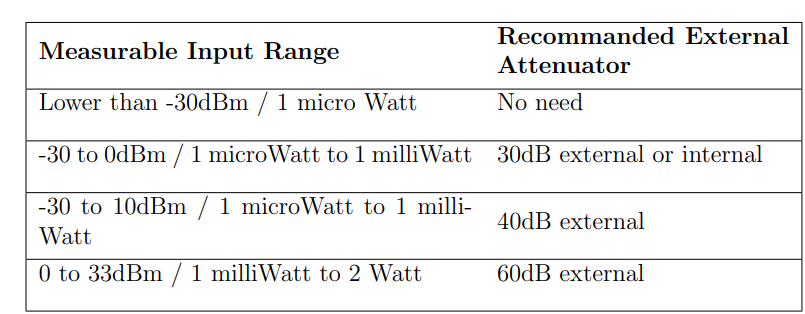 Measurable Input Range
Recommanded External
Attenuator
Lower than -30dBm / 1 micro Watt
No need
-30 to 0dBm / 1 microWatt to 1 milliWatt
30dB external or internal
-30 to 10dBm / 1 microWatt to 1 milli-
Watt
40dB external
0 to 33dBm / 1 milliWatt to 2 Watt
60dB external